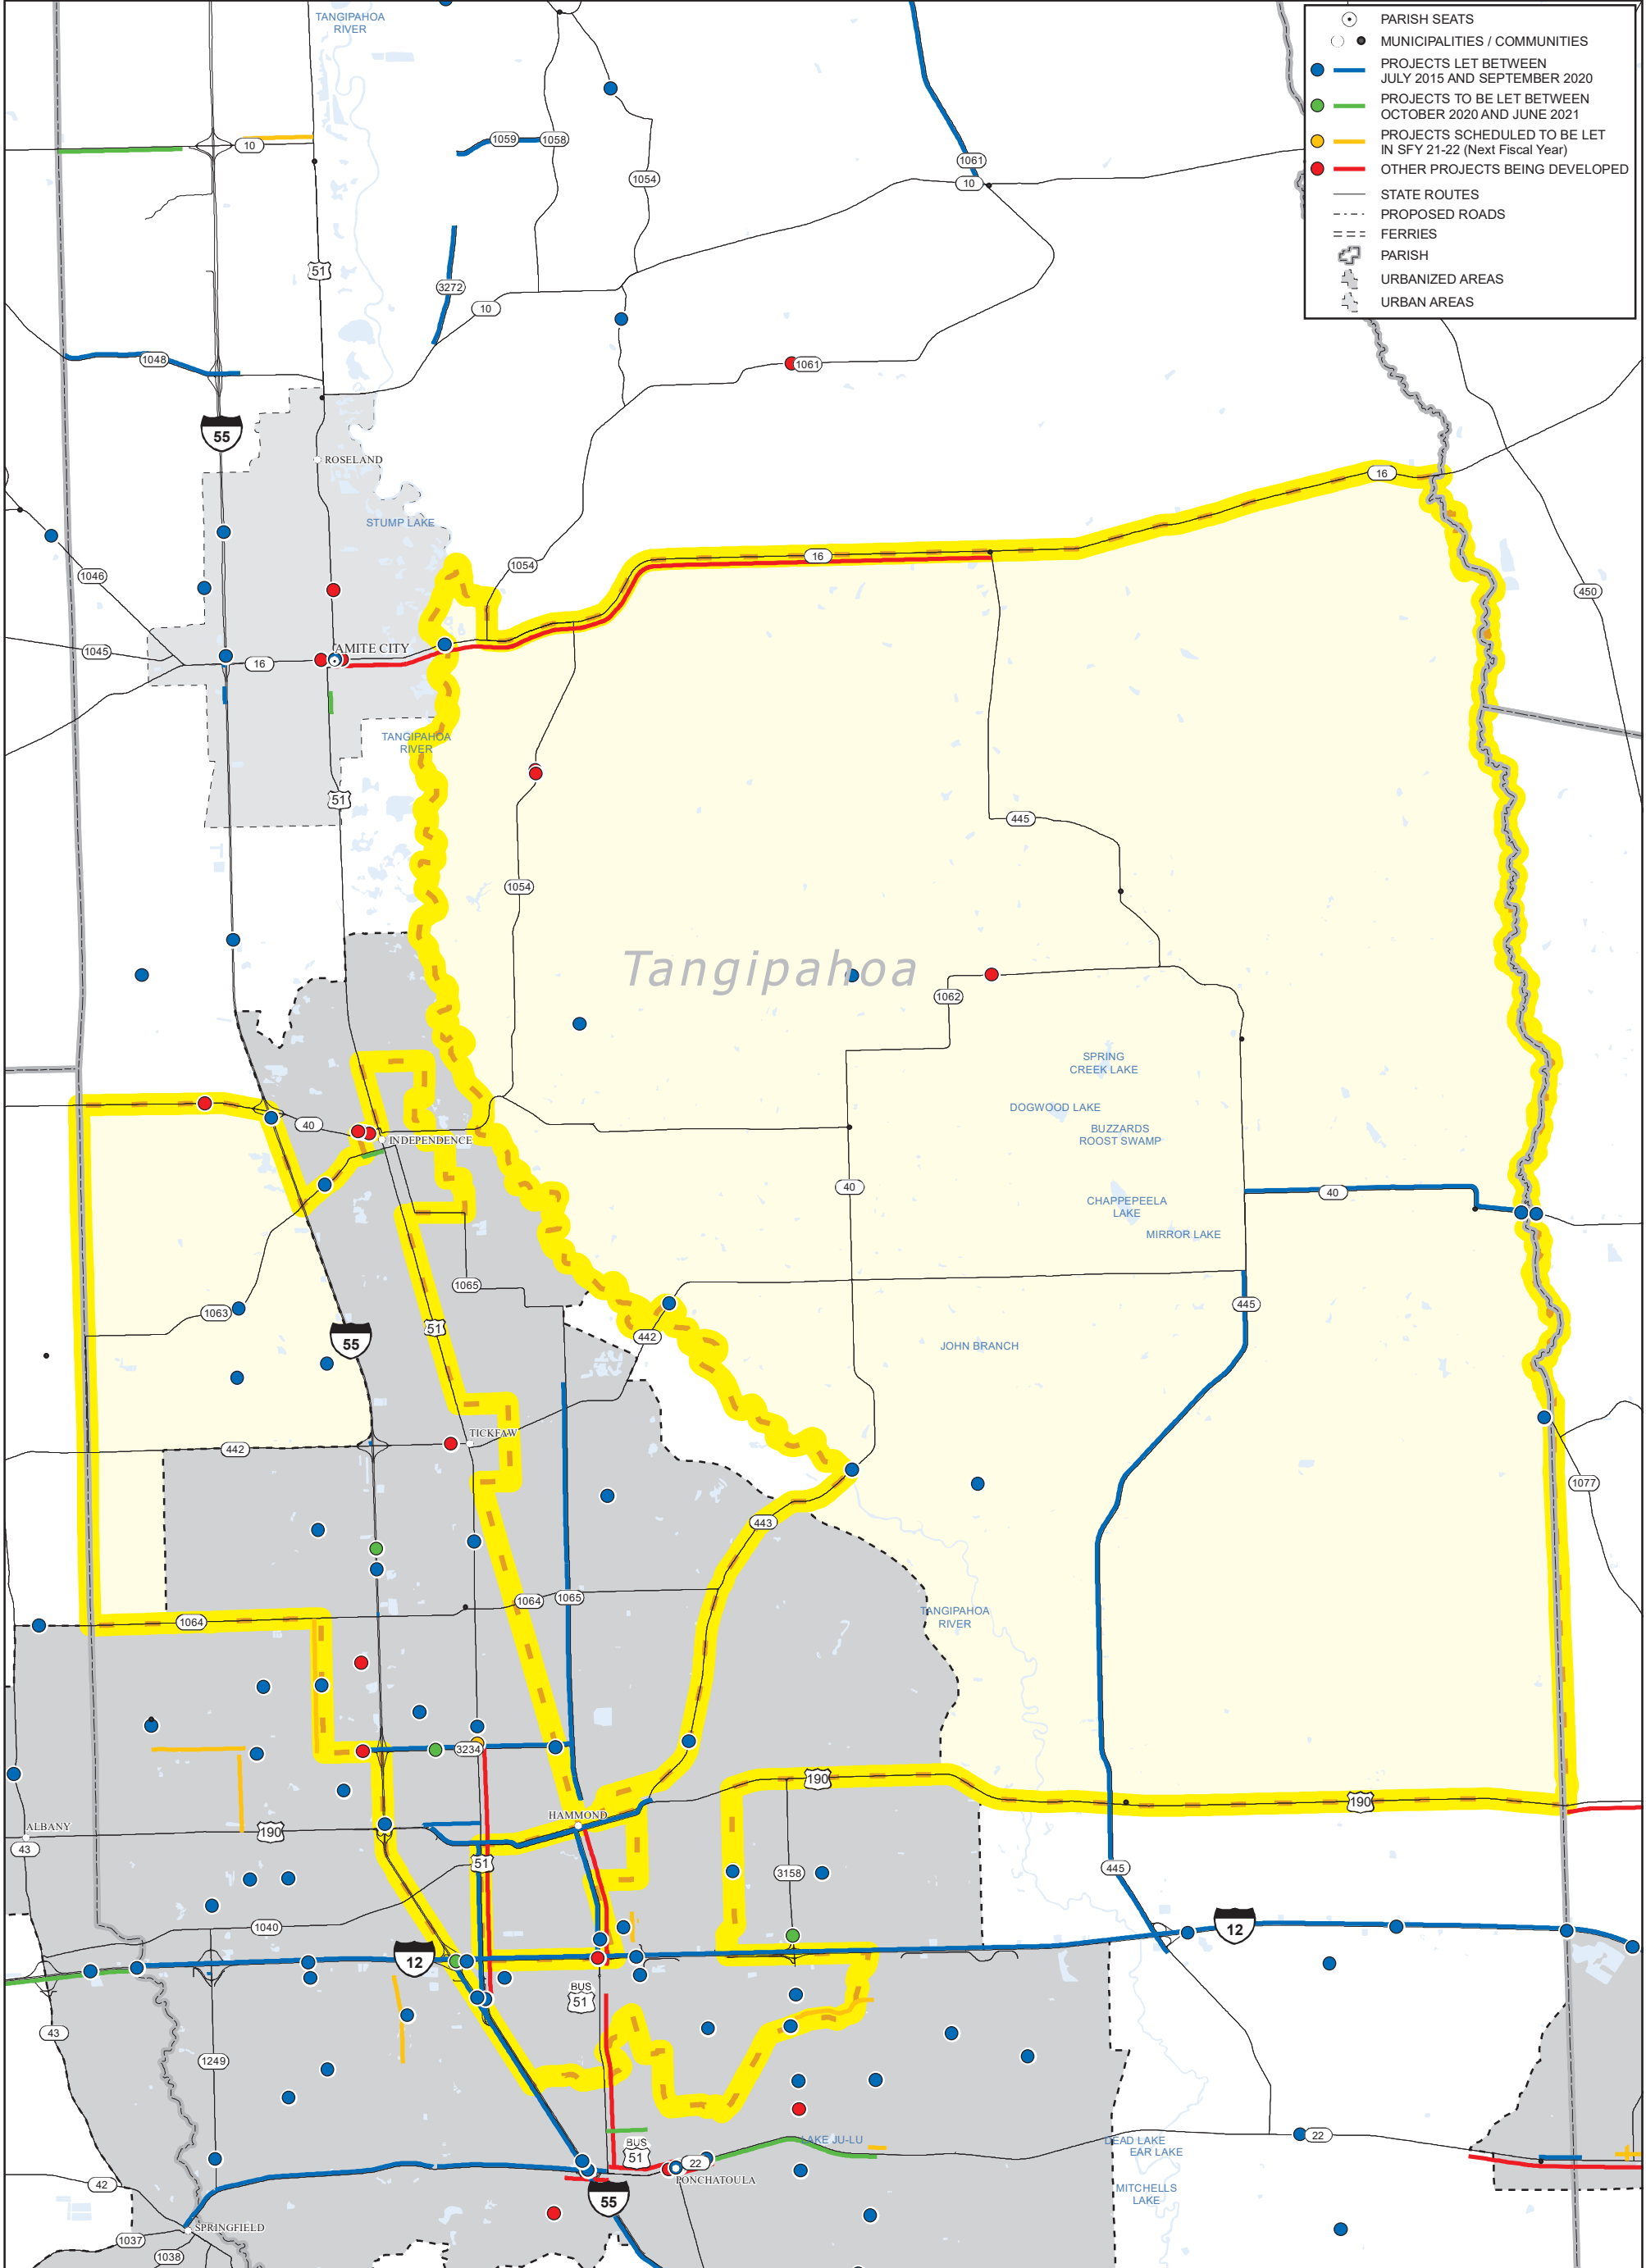 PARISH SEATS
MUNICIPALITIES / COMMUNITIES
PROJECTS LET BETWEEN
JULY 2015 AND SEPTEMBER 2020
PROJECTS TO BE LET BETWEEN
OCTOBER 2020 AND JUNE 2021
PROJECTS SCHEDULED TO BE LET
IN SFY 21-22 (Next Fiscal Year)
OTHER PROJECTS BEING DEVELOPED
STATE ROUTES
PROPOSED ROADS
FERRIES
PARISH
URBANIZED AREAS
URBAN AREAS
TANGIPAHOA
RIVER
10
1059
1058
1054
1061
10
51
3272
10
1048
1061
55
ROSELAND
16
STUMP LAKE
1054
16
1046
450
1045
16
AMITE CITY
TANGIPAHOA
RIVER
51
445
1054
Tangipahoa
1062
SPRING
CREEK LAKE
DOGWOOD LAKE
BUZZARDS
ROOST SWAMP
40
INDEPENDENCE
40
40
CHAPPEPEELA
LAKE
MIRROR LAKE
1065
1063
51
445
55
442
JOHN BRANCH
442
TICKFAW
1077
443
1064
1064
1065
TANGIPAHOA
RIVER
3234
190
190
HAMMOND
ALBANY
190
43
51
3158
445
1040
12
12
BUS
51
43
1249
BUS
51
LAKE JU-LU
22
22
DEAD LAKE
EAR LAKE
PONCHATOULA
42
MITCHELLS
LAKE
55
SPRINGFIELD
1037
1038